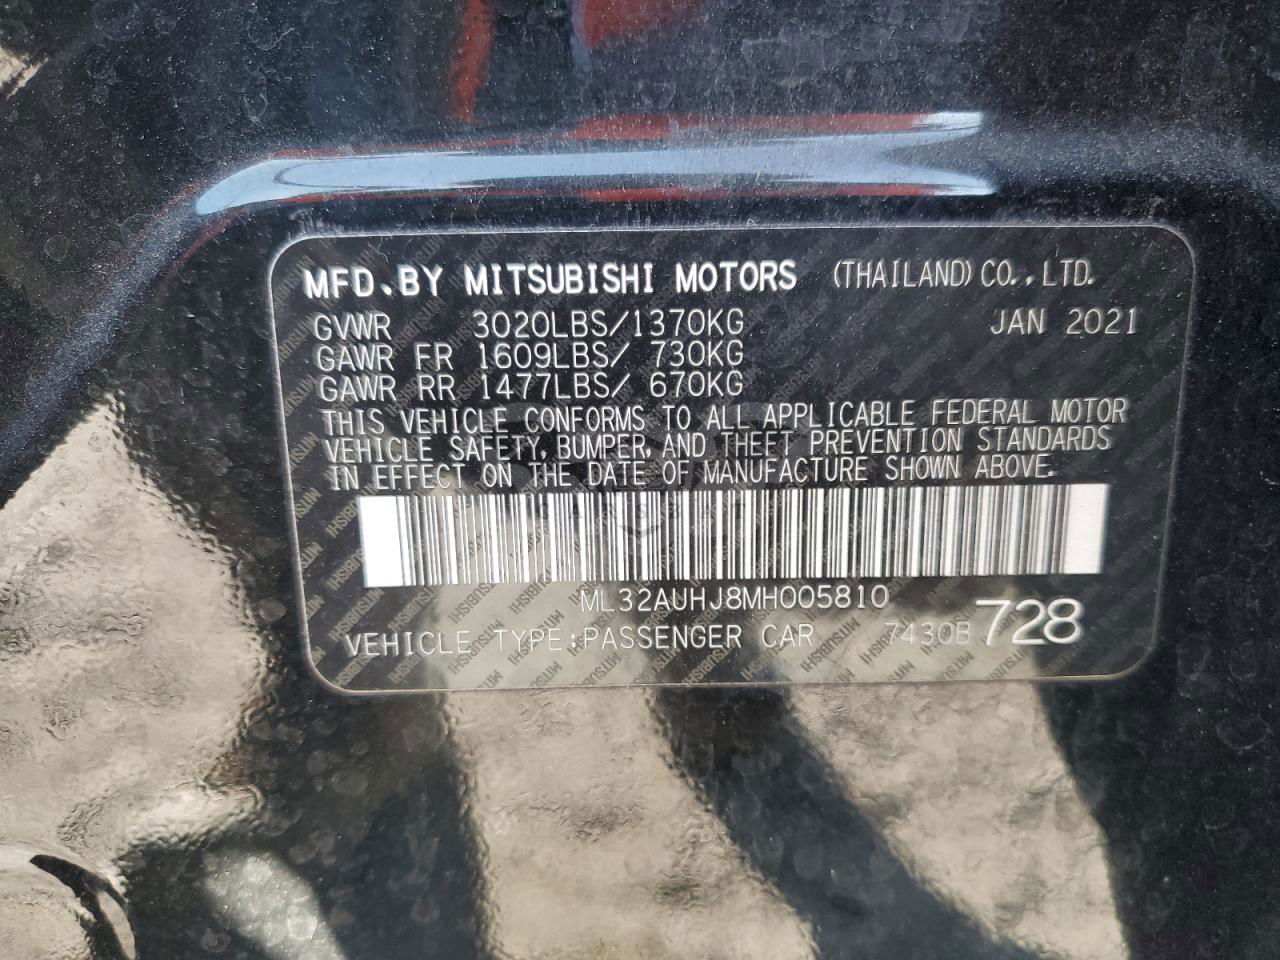 MFD.BY MITSUBISHI MOTORS (THAILAND)CO.,LTD.
GVWR 3020LBS/1370KG JAN 2021
GAWR FR 1609LBS/ 730KG
GAWR RR 1477LBS/ 670KG
THIS VEHICLE CONFORMS TO ALL APPLICABLE FEDERAL MOTOR
VEHICLE SAFETY, BUMPER, AND THEFT PREVENTION STANDARDS
IN EFFECT ON THE DATE OF MANUFACTURE SHOWN ABOVE.
ML32AUHJ8MH005810
VEHICLE TYPE:PASSENGER CAR 7430B 728